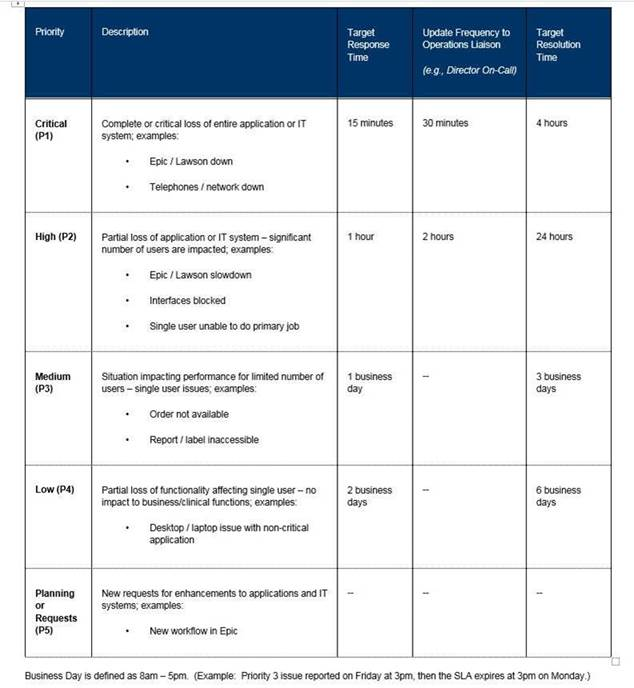 Priority
Description
Target
Response
Time
Update Frequency to
Operations Liaison
(e.g., Director On-Call)
Target
Resolution
Time
Critical
(P1)
Complete or critical loss of entire application or IT
system; examples:
• Epic / Lawson down
• Telephones / network down
15 minutes
30 minutes
4 hours
High (P2)
Partial loss of application or IT system – significant
number of users are impacted; examples:
• Epic / Lawson slowdown
• Interfaces blocked
• Single user unable to do primary job
1 hour
2 hours
24 hours
Medium
(P3)
Situation impacting performance for limited number of
users – single user issues; examples:
• Order not available
• Report / label inaccessible
1 business
day
--
3 business
days
Low (P4)
Partial loss of functionality affecting single user – no
impact to business/clinical functions; examples:
• Desktop / laptop issue with non-critical
application
2 business
days
--
6 business
days
Planning
or
Requests
(P5)
New requests for enhancements to applications and IT
systems; examples:
• New workflow in Epic
--
--
--
Business Day is defined as 8am – 5pm. (Example: Priority 3 issue reported on Friday at 3pm, then the SLA expires at 3pm on Monday.)